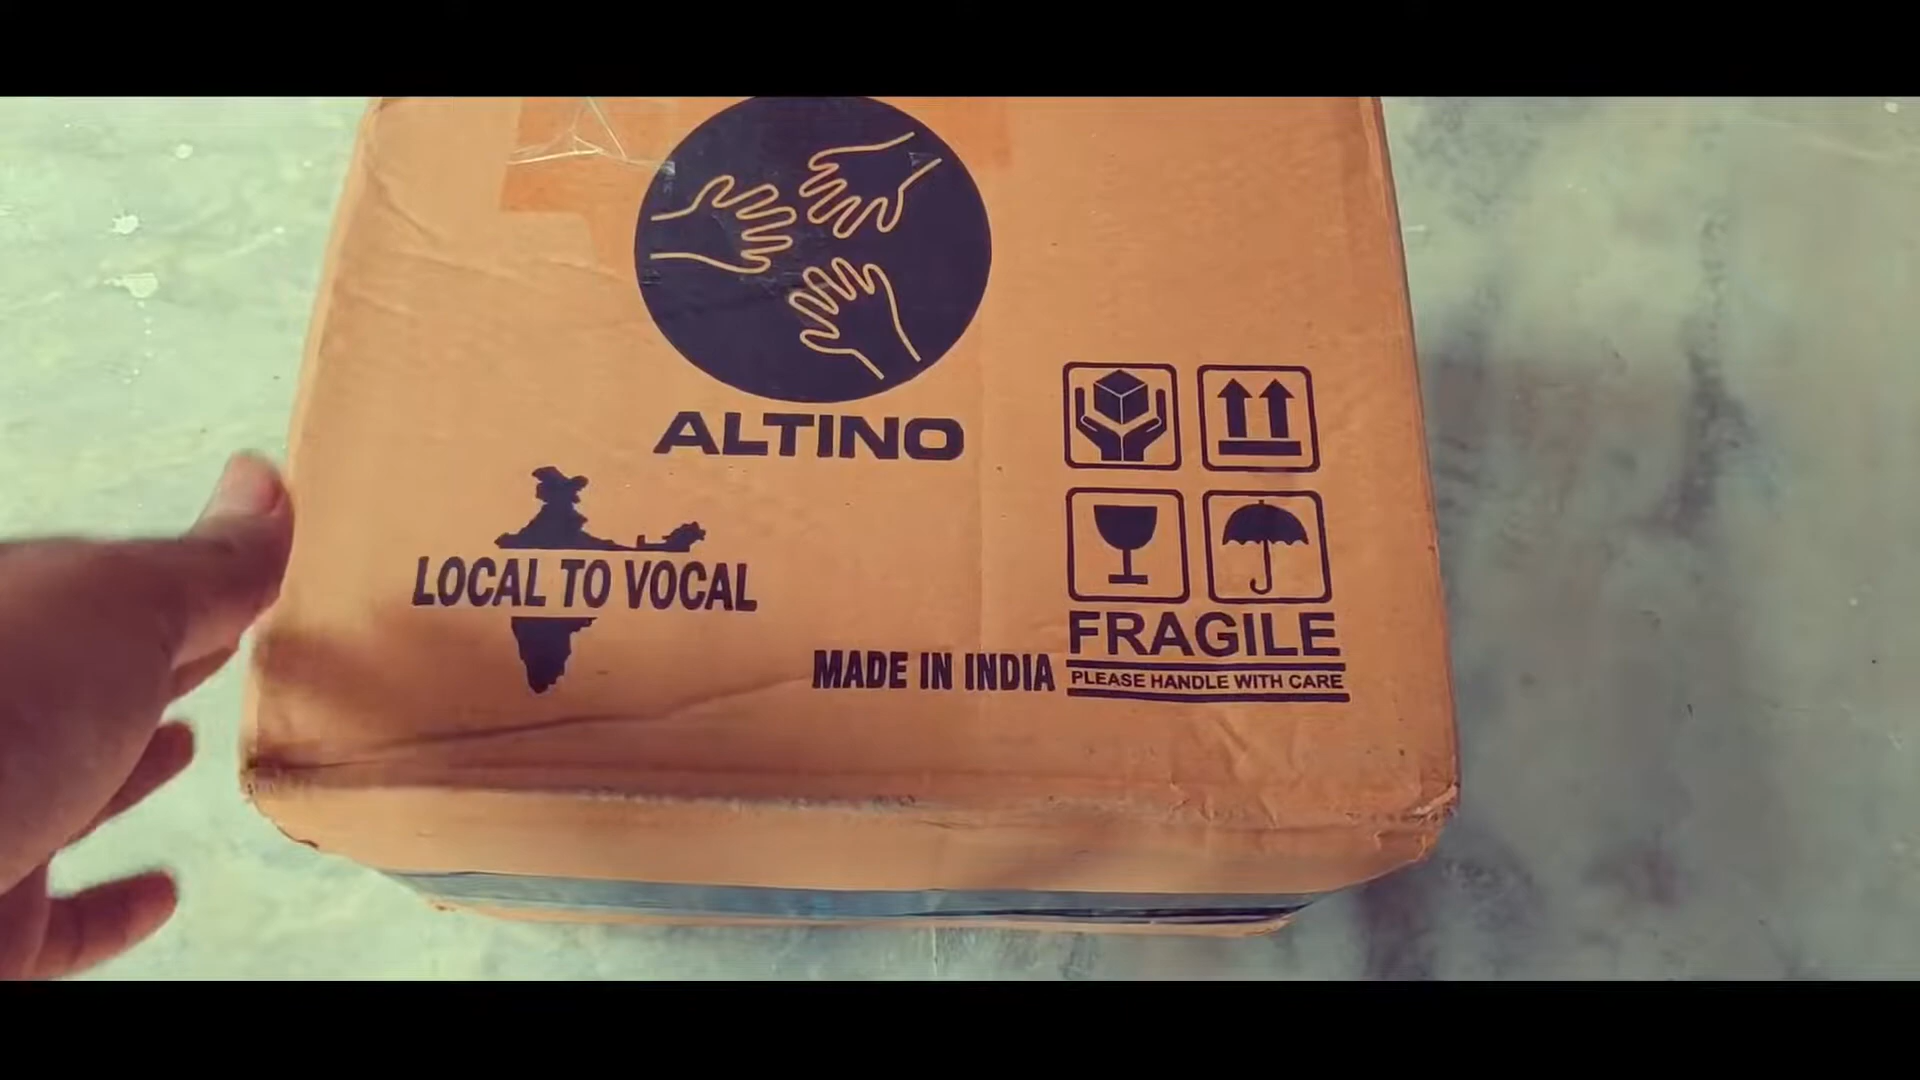 ALTINO
LOCAL TO VOCAL
MADE IN INDIA
FRAGILE
PLEASE HANDLE WITH CARE